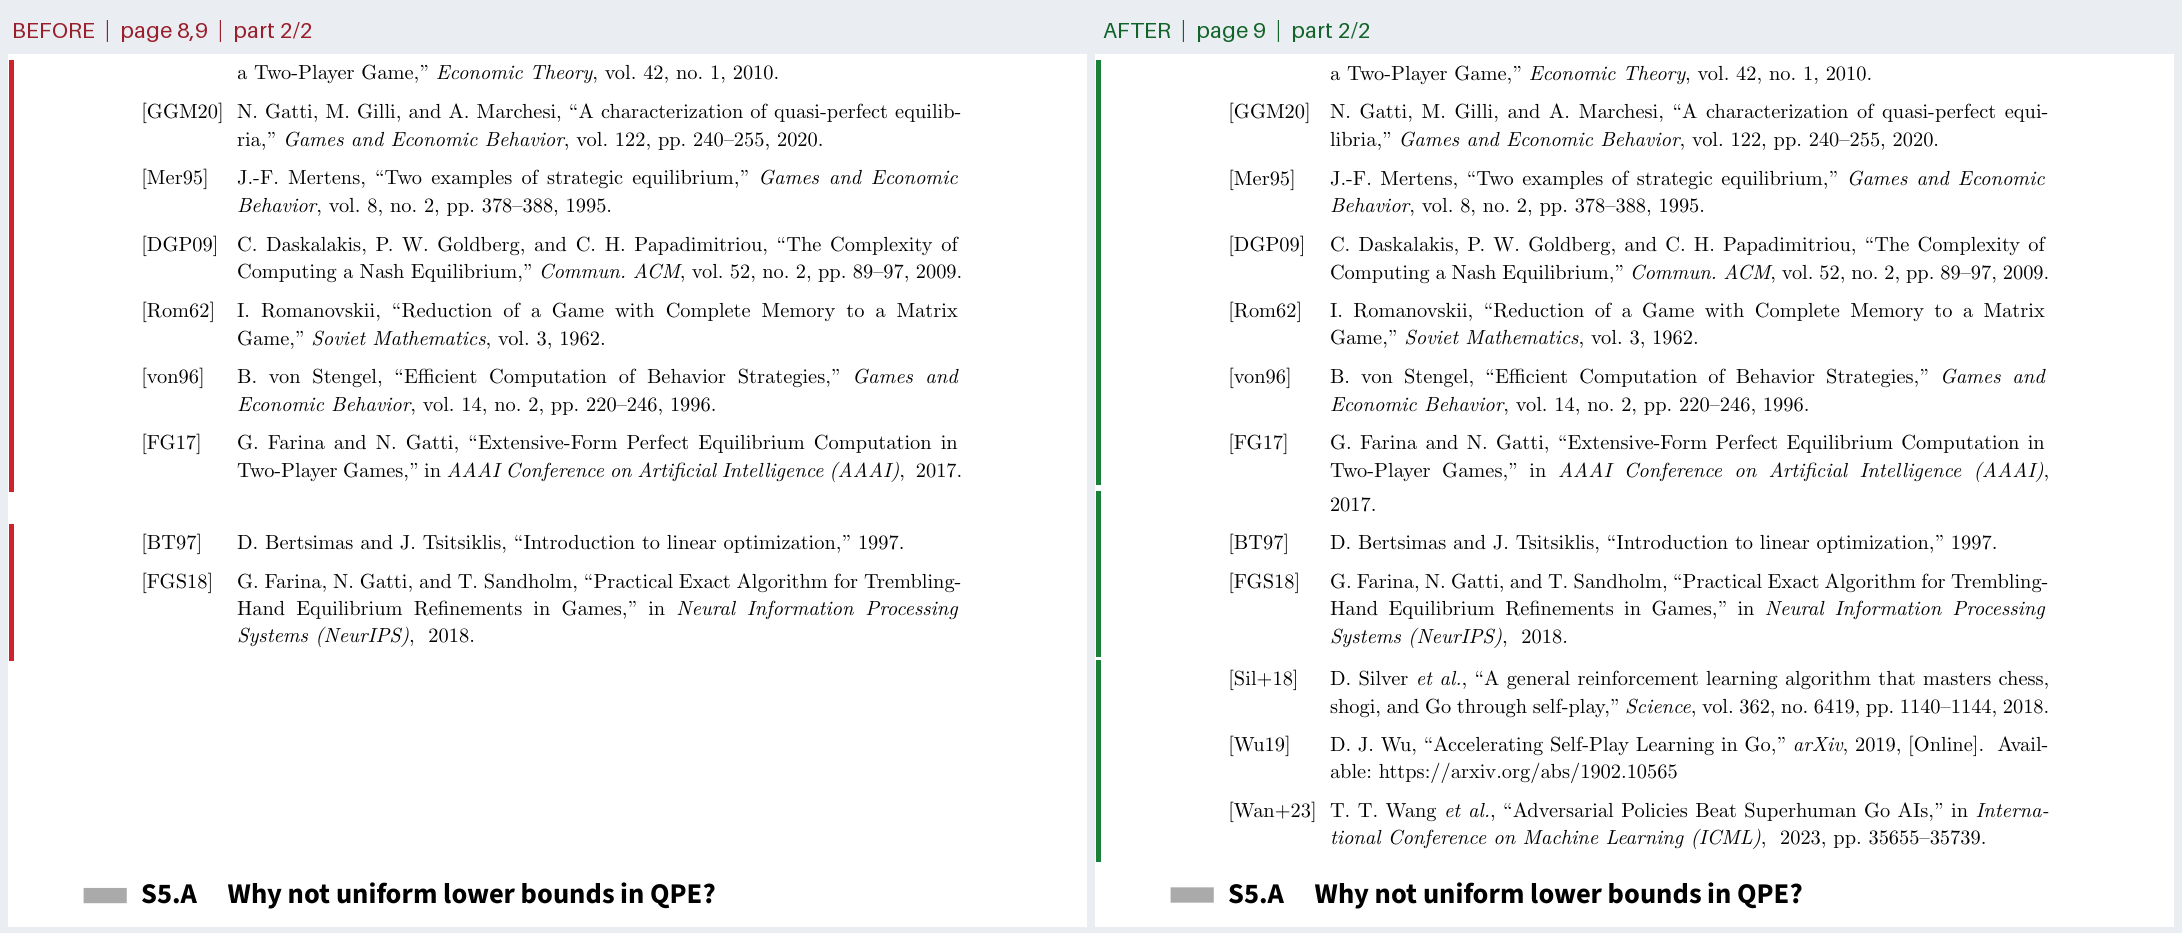 BEFORE | page 8,9 | part 2/2
a Two-Player Game,” Economic Theory, vol. 42, no. 1, 2010.
[GGM20] N. Gatti, M. Gilli, and A. Marchesi, “A characterization of quasi-perfect equilib-
ria,” Games and Economic Behavior, vol. 122, pp. 240–255, 2020.
[Mer95] J.-F. Mertens, “Two examples of strategic equilibrium,” Games and Economic
Behavior, vol. 8, no. 2, pp. 378–388, 1995.
[DGP09] C. Daskalakis, P. W. Goldberg, and C. H. Papadimitriou, “The Complexity of
Computing a Nash Equilibrium,” Commun. ACM, vol. 52, no. 2, pp. 89–97, 2009.
[Rom62] I. Romanovskii, “Reduction of a Game with Complete Memory to a Matrix
Game,” Soviet Mathematics, vol. 3, 1962.
[von96] B. von Stengel, “Efficient Computation of Behavior Strategies,” Games and
Economic Behavior, vol. 14, no. 2, pp. 220–246, 1996.
[FG17] G. Farina and N. Gatti, “Extensive-Form Perfect Equilibrium Computation in
Two-Player Games,” in AAAI Conference on Artificial Intelligence (AAAI), 2017.
[BT97] D. Bertsimas and J. Tsitsiklis, “Introduction to linear optimization,” 1997.
[FGS18] G. Farina, N. Gatti, and T. Sandholm, “Practical Exact Algorithm for Trembling-
Hand Equilibrium Refinements in Games,” in Neural Information Processing
Systems (NeurIPS), 2018.
S5.A Why not uniform lower bounds in QPE?
AFTER | page 9 | part 2/2
a Two-Player Game,” Economic Theory, vol. 42, no. 1, 2010.
[GGM20] N. Gatti, M. Gilli, and A. Marchesi, “A characterization of quasi-perfect equi-
libria,” Games and Economic Behavior, vol. 122, pp. 240–255, 2020.
[Mer95] J.-F. Mertens, “Two examples of strategic equilibrium,” Games and Economic
Behavior, vol. 8, no. 2, pp. 378–388, 1995.
[DGP09] C. Daskalakis, P. W. Goldberg, and C. H. Papadimitriou, “The Complexity of
Computing a Nash Equilibrium,” Commun. ACM, vol. 52, no. 2, pp. 89–97, 2009.
[Rom62] I. Romanovskii, “Reduction of a Game with Complete Memory to a Matrix
Game,” Soviet Mathematics, vol. 3, 1962.
[von96] B. von Stengel, “Efficient Computation of Behavior Strategies,” Games and
Economic Behavior, vol. 14, no. 2, pp. 220–246, 1996.
[FG17] G. Farina and N. Gatti, “Extensive-Form Perfect Equilibrium Computation in
Two-Player Games,” in AAAI Conference on Artificial Intelligence (AAAI),
2017.
[BT97] D. Bertsimas and J. Tsitsiklis, “Introduction to linear optimization,” 1997.
[FGS18] G. Farina, N. Gatti, and T. Sandholm, “Practical Exact Algorithm for Trembling-
Hand Equilibrium Refinements in Games,” in Neural Information Processing
Systems (NeurIPS), 2018.
[Sil+18] D. Silver et al., “A general reinforcement learning algorithm that masters chess,
shogi, and Go through self-play,” Science, vol. 362, no. 6419, pp. 1140–1144, 2018.
[Wu19] D. J. Wu, “Accelerating Self-Play Learning in Go,” arXiv, 2019, [Online]. Avail-
able: https://arxiv.org/abs/1902.10565
[Wan+23] T. T. Wang et al., “Adversarial Policies Beat Superhuman Go AIs,” in Interna-
tional Conference on Machine Learning (ICML), 2023, pp. 35655–35739.
S5.A Why not uniform lower bounds in QPE?